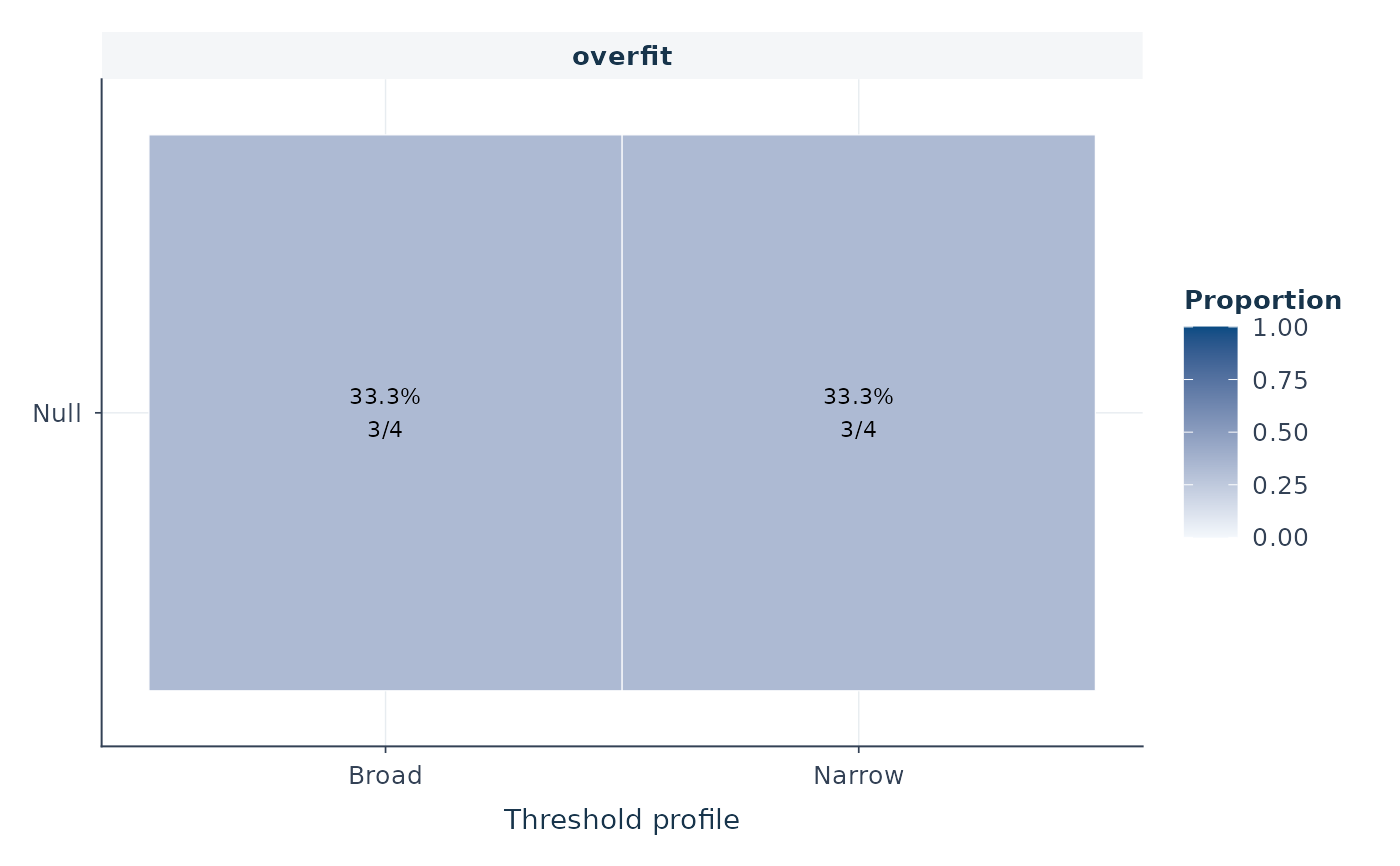 overfit
Null
33.3%
3/4
33.3%
3/4
Broad
Narrow
Threshold profile
Proportion
1.00
0.75
0.50
0.25
0.00